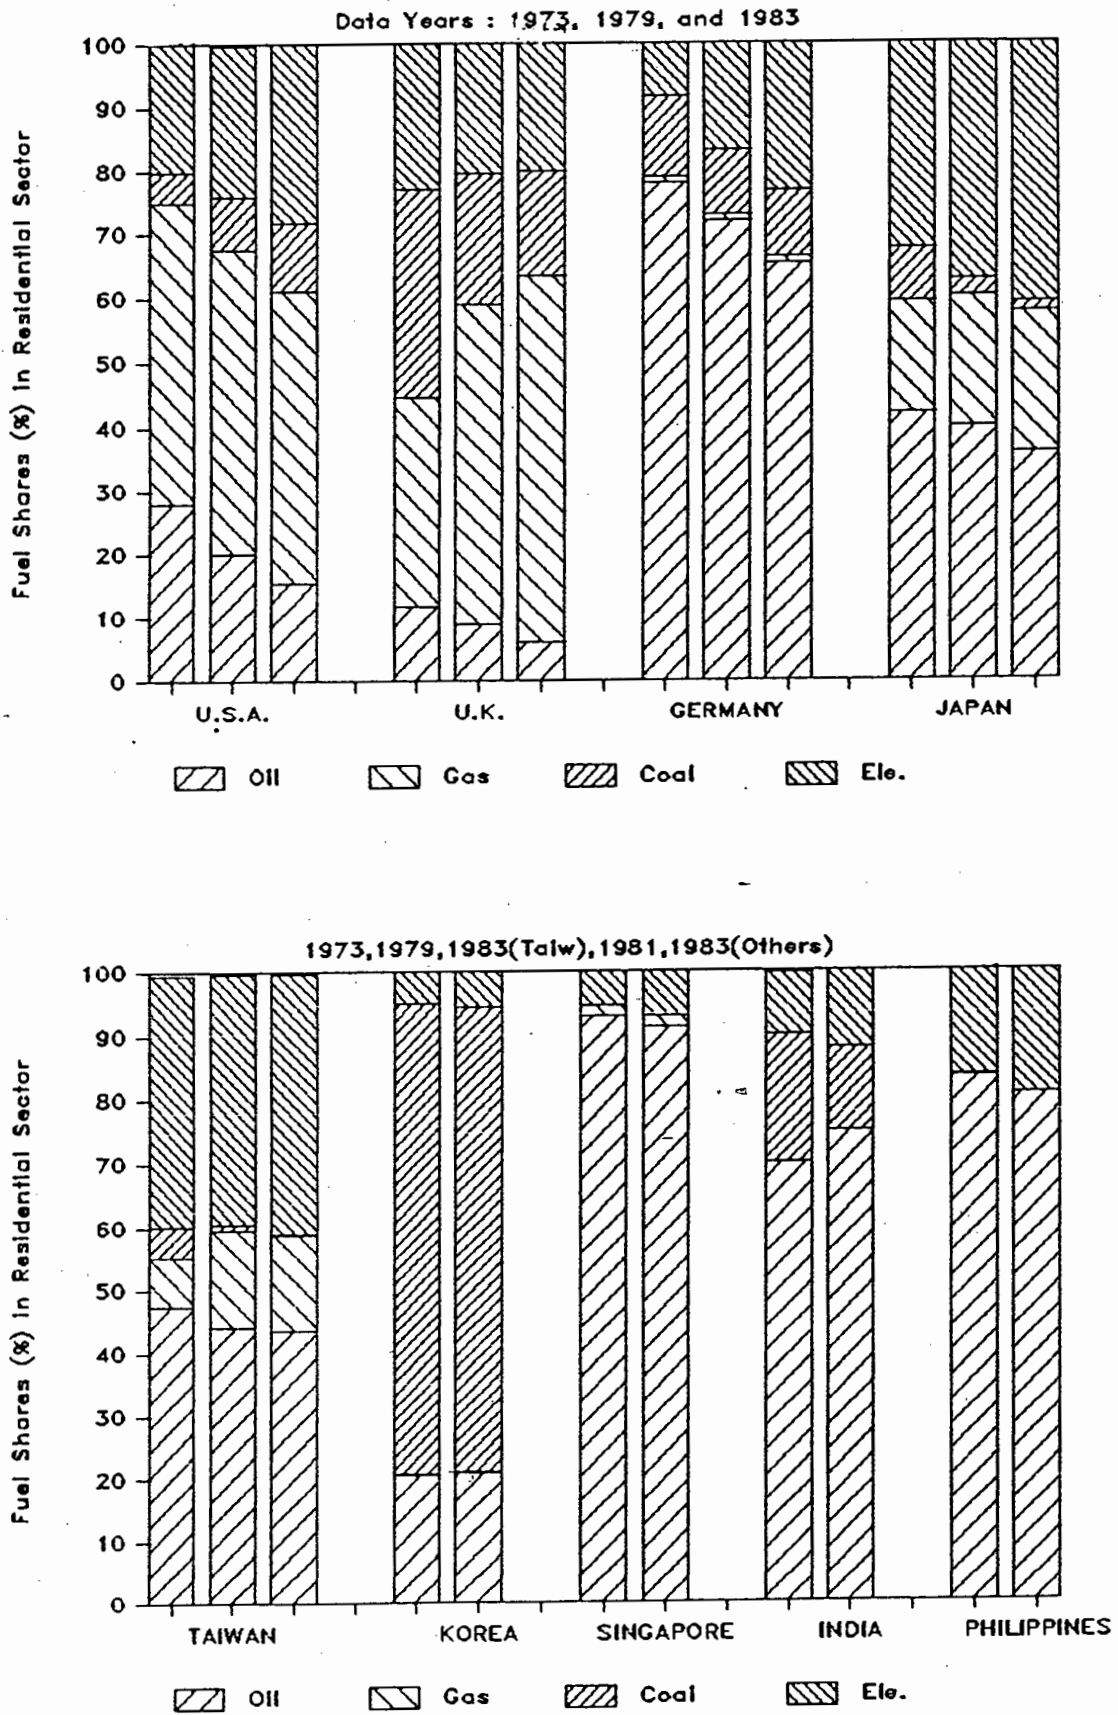 Data Years : 1973, 1979, and 1983
Fuel Shares (%) in Residential Sector
100
90
80
70
60
50
40
30
20
10
0
U.S.A. U.K. GERMANY JAPAN
Oil Gas Coal Ele.
1973,1979,1983(Taiw),1981,1983(Others)
Fuel Shares (%) in Residential Sector
100
90
80
70
60
50
40
30
20
10
0
TAIWAN KOREA SINGAPORE INDIA PHILIPPINES
Oil Gas Coal Ele.